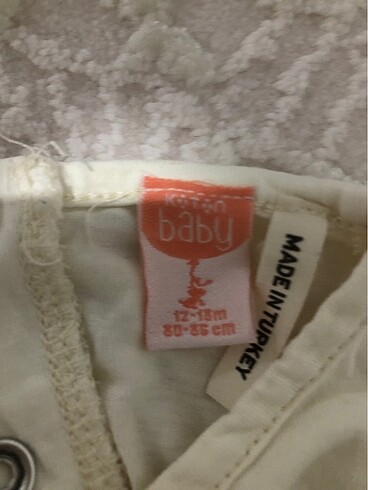 KOTON
baby
12-18m
80-86 cm
MADE IN TURKEY